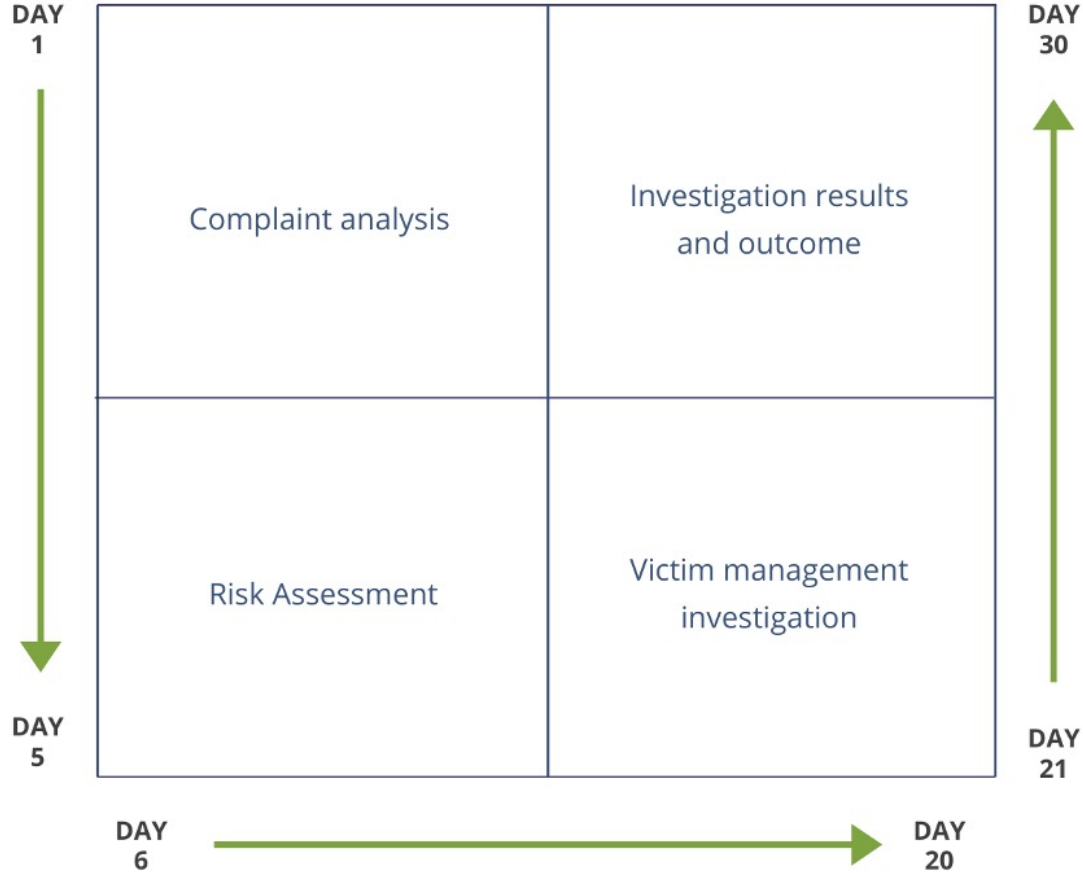 DAY
1
DAY
30
Complaint analysis
Investigation results
and outcome
Risk Assessment
Victim management
investigation
DAY
5
DAY
21
DAY
6
DAY
20